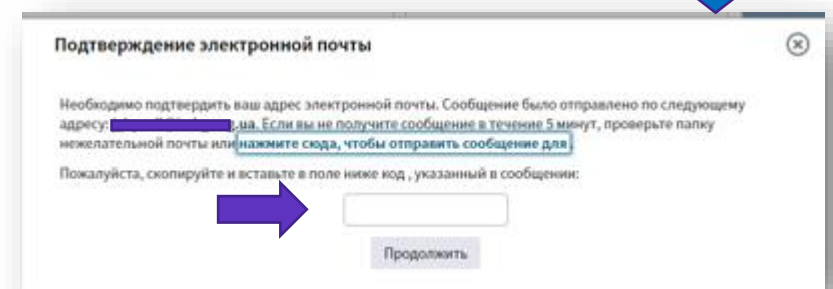 Подтверждение электронной почты
Необходимо подтвердить ваш адрес электронной почты. Сообщение было отправлено по следующему
адресу: .ua. Если вы не получите сообщение в течение 5 минут, проверьте папку
нежелательной почты или нажмите сюда, чтобы отправить сообщение для .
Пожалуйста, скопируйте и вставьте в поле ниже код , указанный в сообщении:
Продолжить